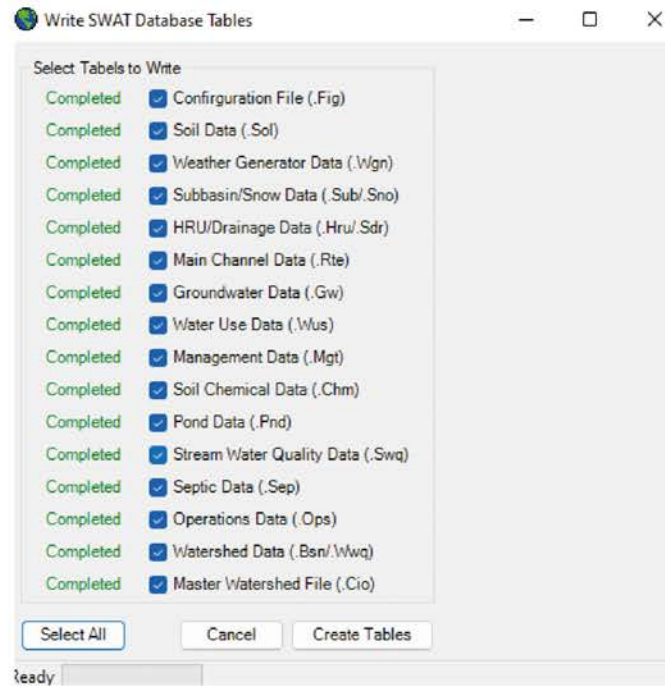 Write SWAT Database Tables
Select Tabels to Write
Completed Confirguration File (.Fig)
Completed Soil Data (.Sol)
Completed Weather Generator Data (.Wgn)
Completed Subbasin/Snow Data (.Sub/.Sno)
Completed HRU/Drainage Data (.Hru/.Sdr)
Completed Main Channel Data (.Rte)
Completed Groundwater Data (.Gw)
Completed Water Use Data (.Wus)
Completed Management Data (.Mgt)
Completed Soil Chemical Data (.Chm)
Completed Pond Data (.Pnd)
Completed Stream Water Quality Data (.Swq)
Completed Septic Data (.Sep)
Completed Operations Data (.Ops)
Completed Watershed Data (.Bsn/.Wwq)
Completed Master Watershed File (.Cio)
Select All Cancel Create Tables
Ready